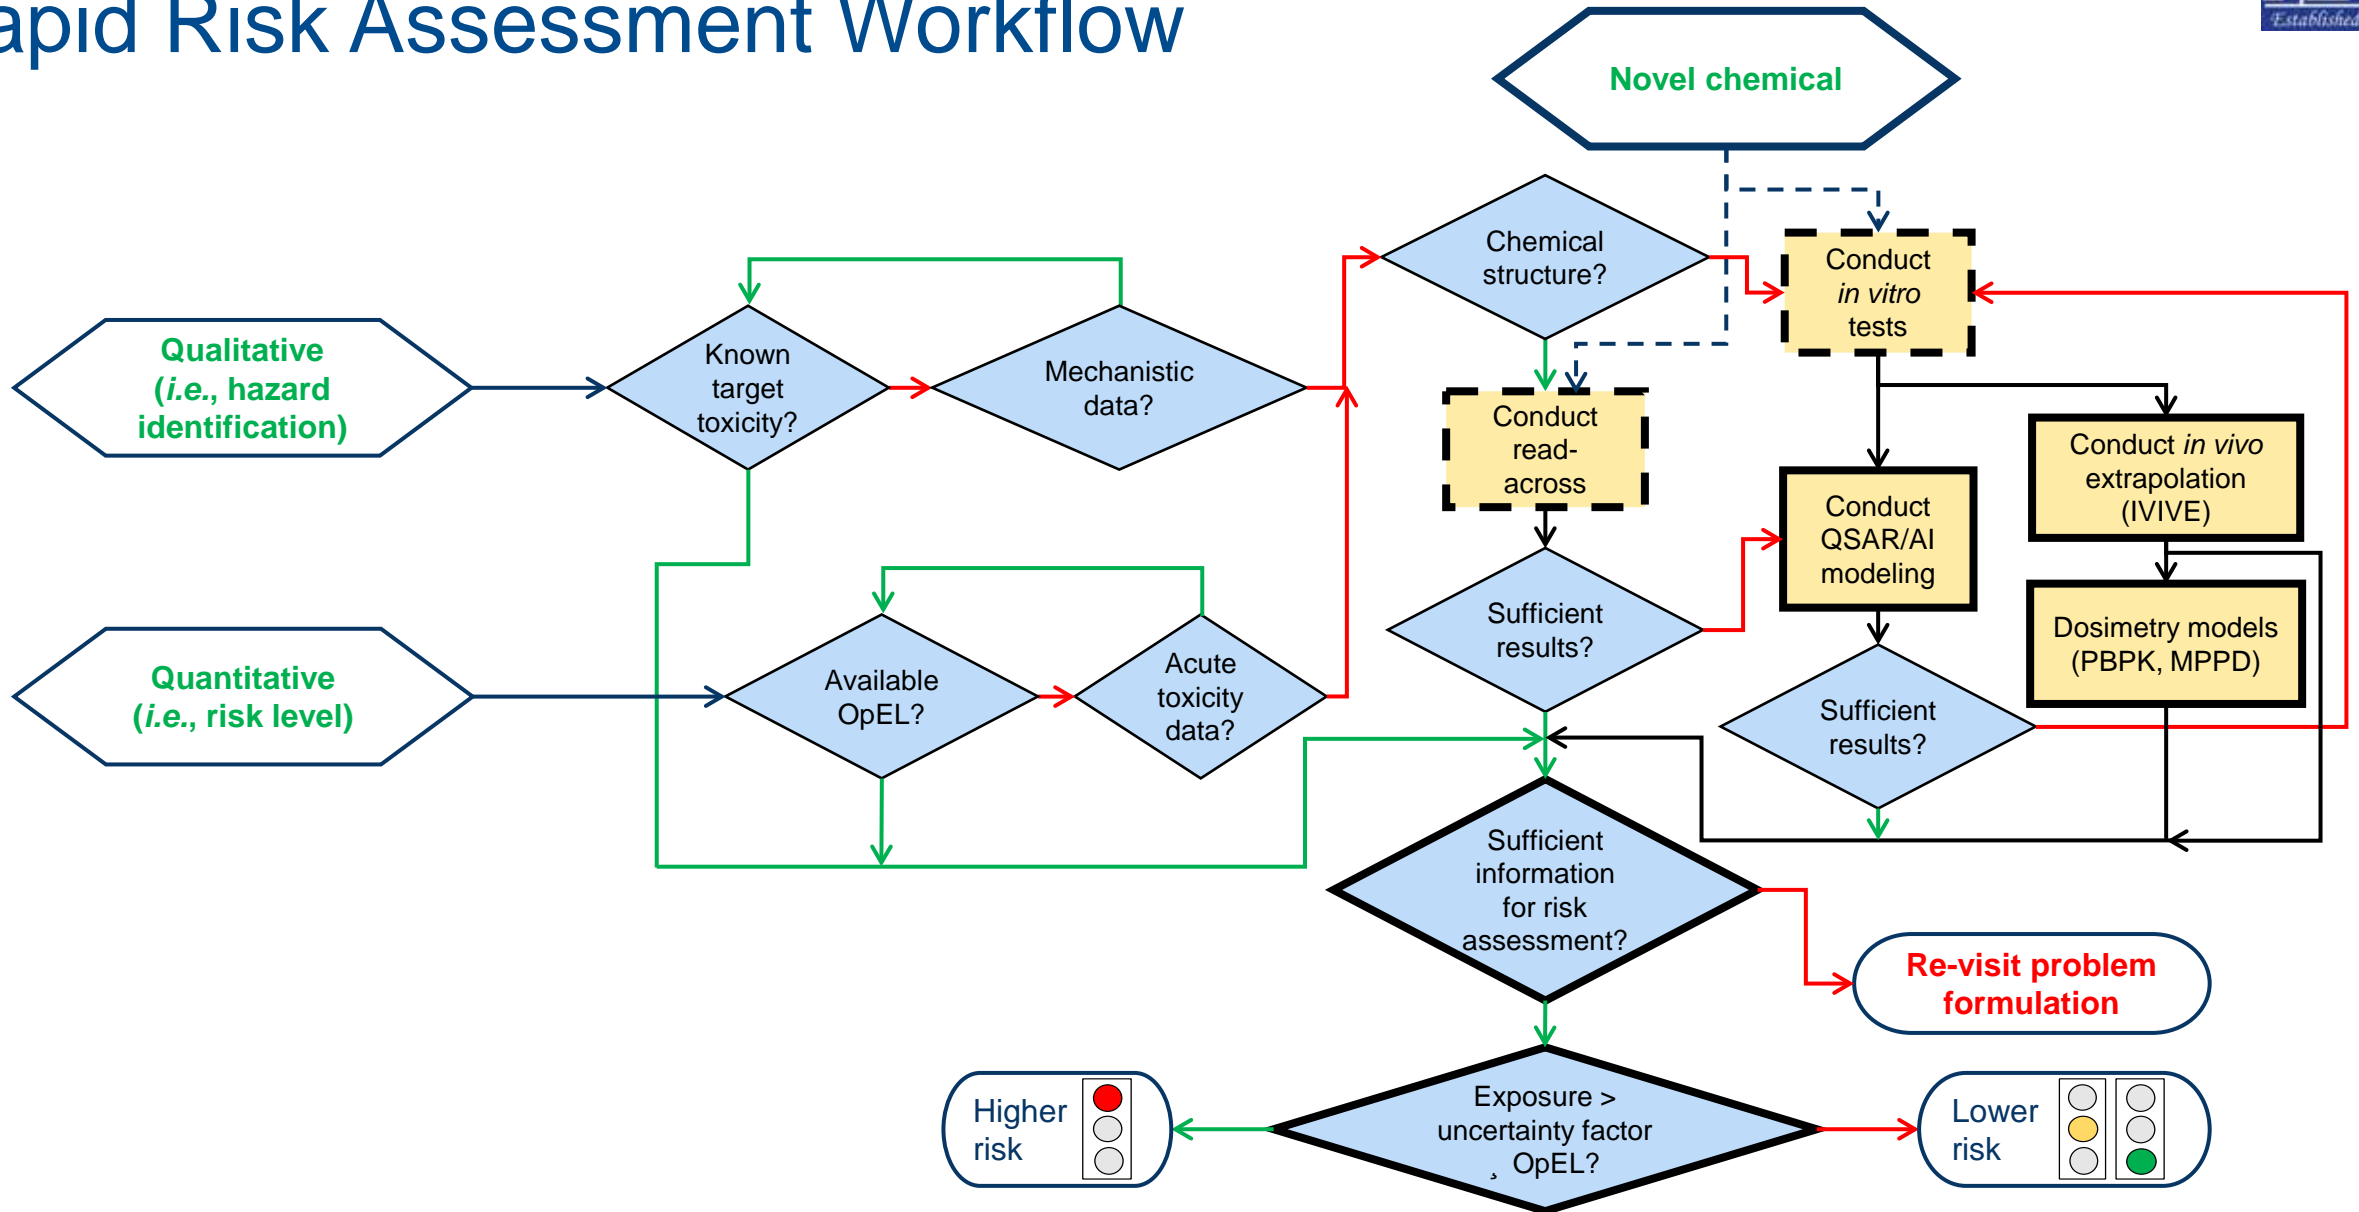 apid Risk Assessment Workflow
Established
Novel chemical
Chemical
structure?
Conduct
in vitro
tests
Qualitative
(i.e., hazard
identification)
Known
target
toxicity?
Mechanistic
data?
Conduct
read-
across
Conduct in vivo
extrapolation
(IVIVE)
Conduct
QSAR/AI
modeling
Sufficient
results?
Dosimetry models
(PBPK, MPPD)
Quantitative
(i.e., risk level)
Available
OpEL?
Acute
toxicity
data?
Sufficient
results?
Sufficient
information
for risk
assessment?
Re-visit problem
formulation
Higher
risk
Exposure >
uncertainty factor
¸ OpEL?
Lower
risk